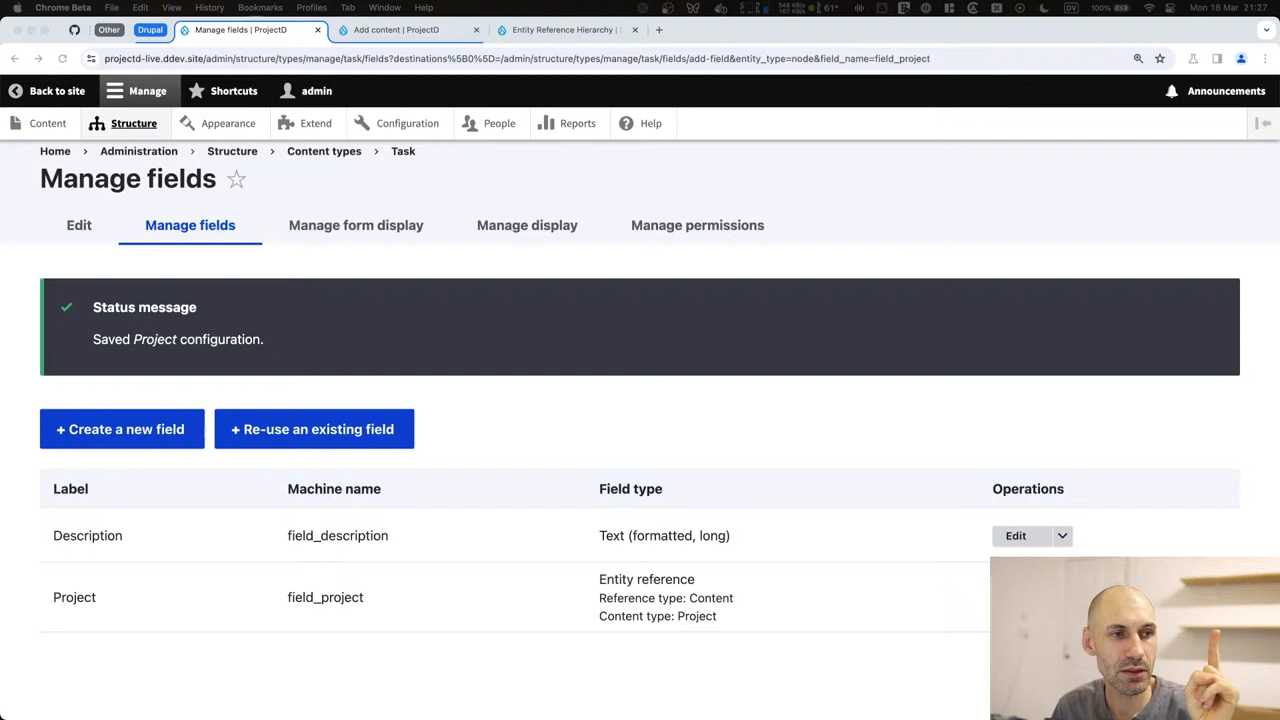 Chrome Beta File Edit View History Bookmarks Profiles Tab Window Help 100% Mon 18 Mar 21:27
Other Drupal Manage fields | ProjectD Add content | ProjectD Entity Reference Hierarchy |
projectd-live.ddev.site/admin/structure/types/manage/task/fields?destinations%5B0%5D=/admin/structure/types/manage/task/fields/add-field&entity_type=node&field_name=field_project
Back to site Manage Shortcuts admin Announcements
Content Structure Appearance Extend Configuration People Reports Help
Home > Administration > Structure > Content types > Task
Manage fields
Edit Manage fields Manage form display Manage display Manage permissions
Status message
Saved Project configuration.
+ Create a new field + Re-use an existing field
Label Machine name Field type Operations
Description field_description Text (formatted, long) Edit
Project field_project Entity reference
Reference type: Content
Content type: Project